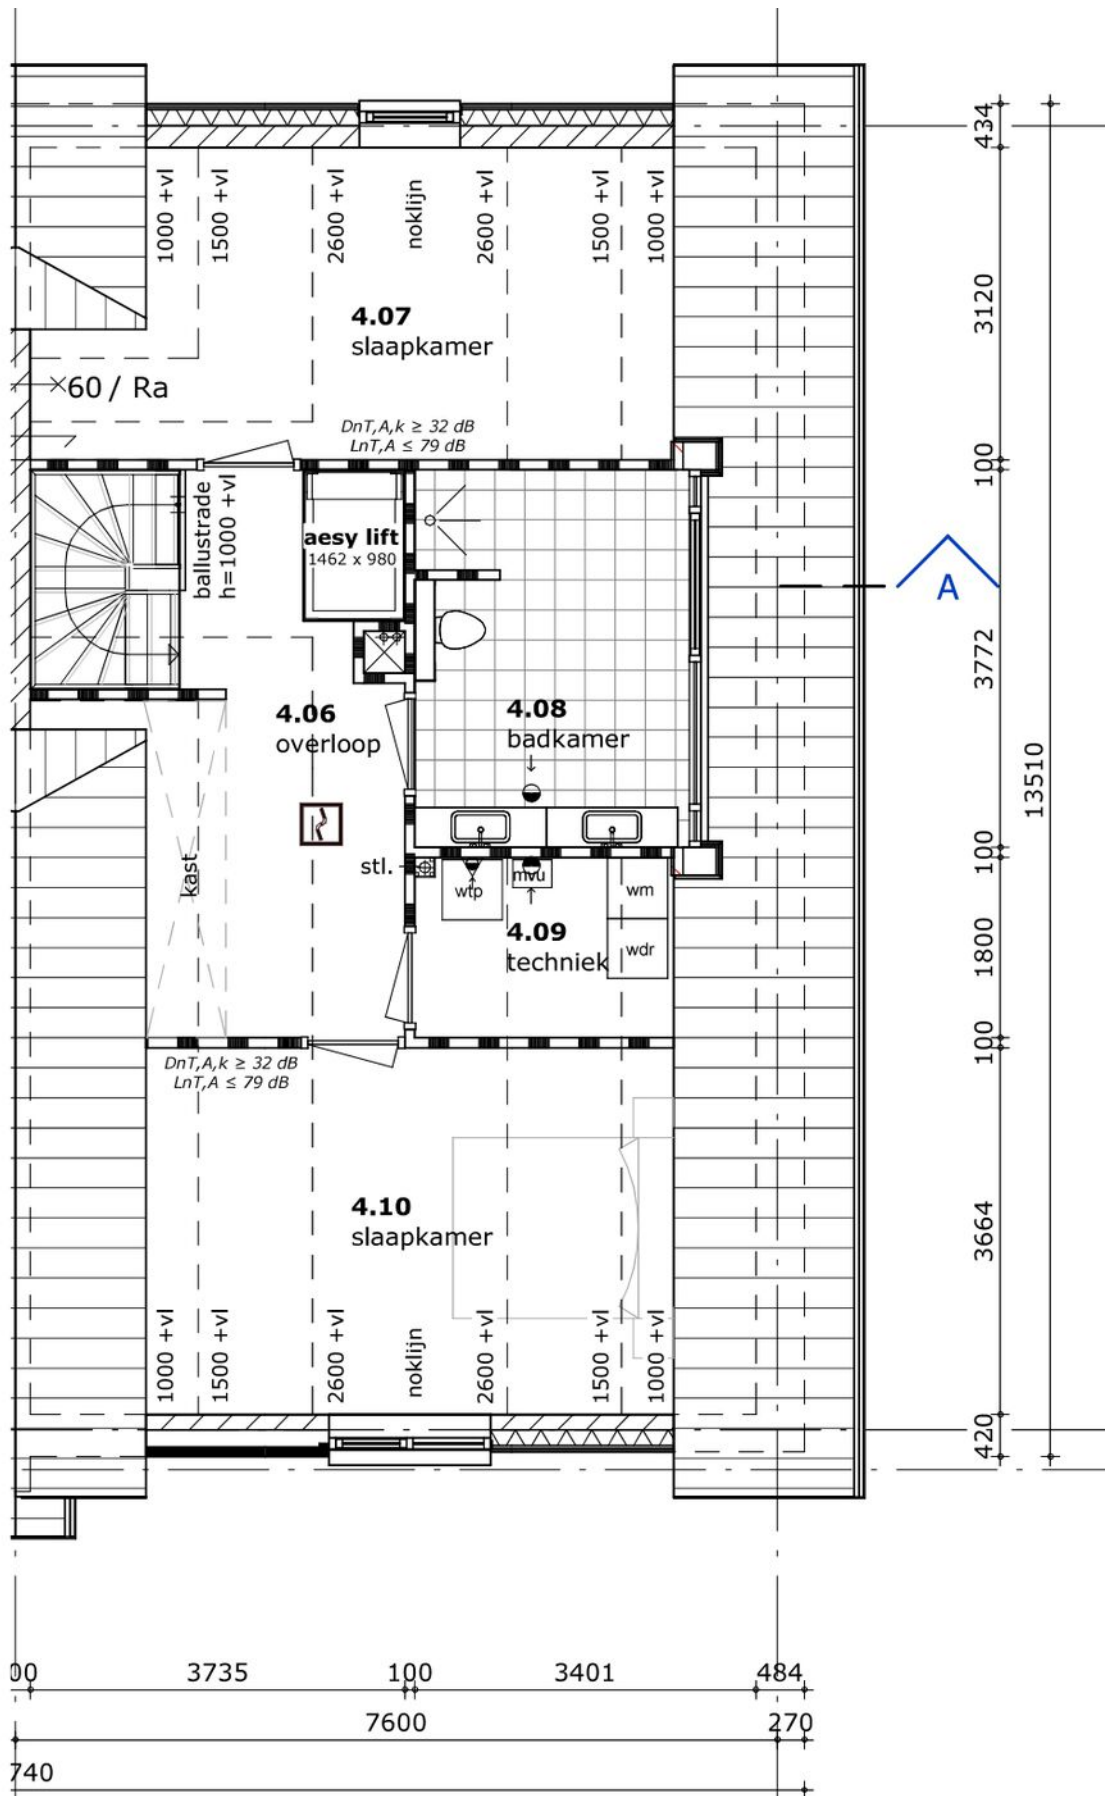 434
1000 +vl
1500 +vl
2600 +vl
noklijn
2600 +vl
1500 +vl
1000 +vl
3120
4.07
slaapkamer
60 / Ra
DnT,A,k ≥ 32 dB
LnT,A ≤ 79 dB
100
ballustrade
h=1000 +vl
aesy lift
1462 x 980
A
3772
4.06
overloop
4.08
badkamer
13510
kast
stl.
wtp
mvu
wm
100
4.09
techniek
wdr
1800
100
DnT,A,k ≥ 32 dB
LnT,A ≤ 79 dB
4.10
slaapkamer
3664
1000 +vl
1500 +vl
2600 +vl
noklijn
2600 +vl
1500 +vl
1000 +vl
420
00
3735
100
3401
484
7600
270
740